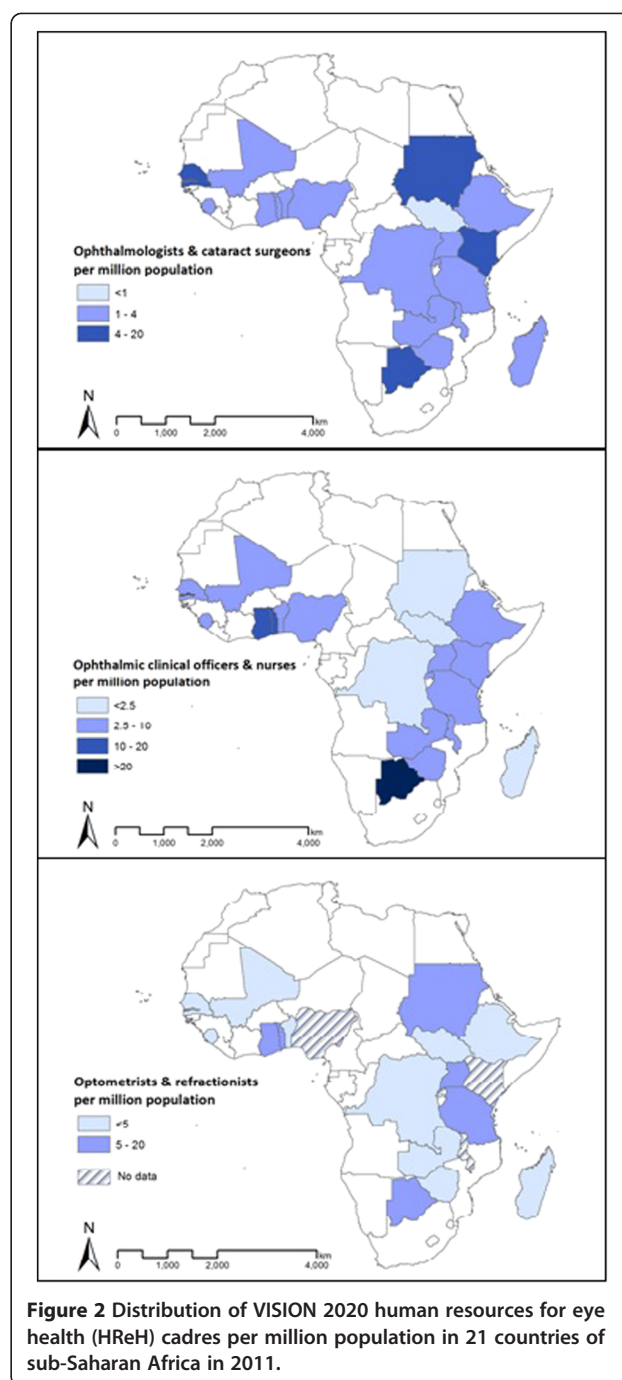 Ophthalmologists & cataract surgeons
per million population
<1
1 - 4
4 - 20
N
km
0 1,000 2,000 4,000
Ophthalmic clinical officers & nurses
per million population
<2.5
2.5 - 10
10 - 20
>20
N
km
0 1,000 2,000 4,000
Optometrists & refractionists
per million population
<5
5 - 20
No data
N
km
0 1,000 2,000 4,000
Figure 2 Distribution of VISION 2020 human resources for eye
health (HReH) cadres per million population in 21 countries of
sub-Saharan Africa in 2011.